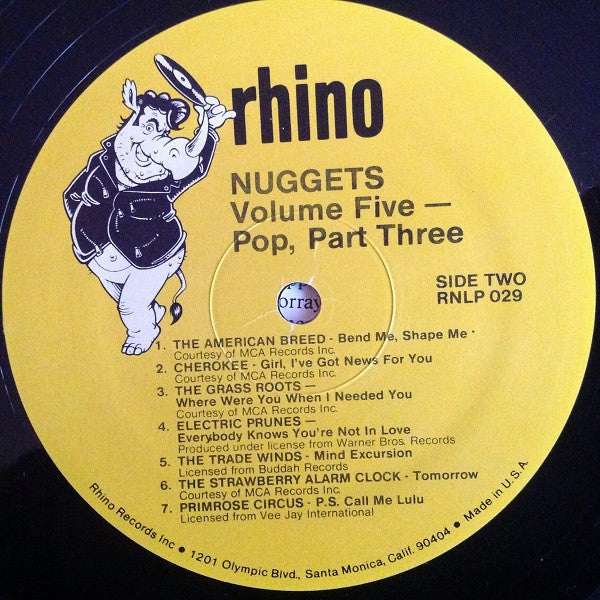 rhino
NUGGETS
Volume Five —
Pop, Part Three
SIDE TWO
RNLP 029
orray
1. THE AMERICAN BREED - Bend Me, Shape Me
Courtesy of MCA Records Inc.
2. CHEROKEE - Girl, I've Got News For You
Courtesy of MCA Records Inc.
3. THE GRASS ROOTS —
Where Were You When I Needed You
Courtesy of MCA Records Inc.
4. ELECTRIC PRUNES —
Everybody Knows You're Not In Love
Produced under license from Warner Bros. Records
5. THE TRADE WINDS - Mind Excursion
Licensed from Buddah Records
6. THE STRAWBERRY ALARM CLOCK - Tomorrow
Courtesy of MCA Records Inc.
7. PRIMROSE CIRCUS - P.S. Call Me Lulu
Licensed from Vee Jay International
Rhino Records Inc • 1201 Olympic Blvd., Santa Monica, Calif. 90404 • Made in U.S.A.